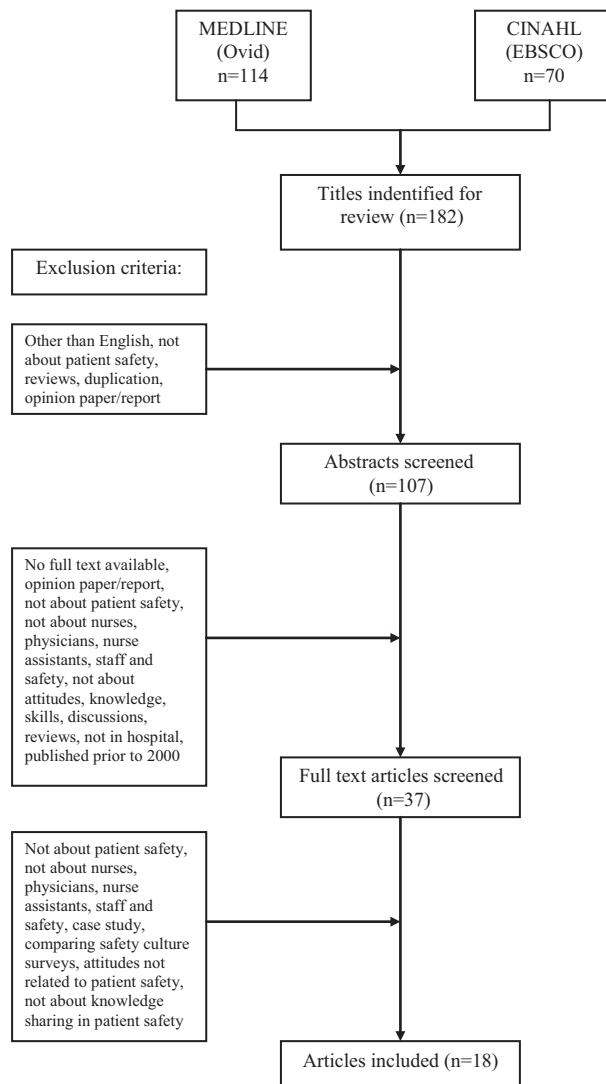 MEDLINE
(Ovid)
n=114
CINAHL
(EBSCO)
n=70
Titles indentified for
review (n=182)
Exclusion criteria:
Other than English, not
about patient safety,
reviews, duplication,
opinion paper/report
Abstracts screened
(n=107)
No full text available,
opinion paper/report,
not about patient safety,
not about nurses,
physicians, nurse
assistants, staff and
safety, not about
attitudes, knowledge,
skills, discussions,
reviews, not in hospital,
published prior to 2000
Full text articles screened
(n=37)
Not about patient safety,
not about nurses,
physicians, nurse
assistants, staff and
safety, case study,
comparing safety culture
surveys, attitudes not
related to patient safety,
not about knowledge
sharing in patient safety
Articles included (n=18)